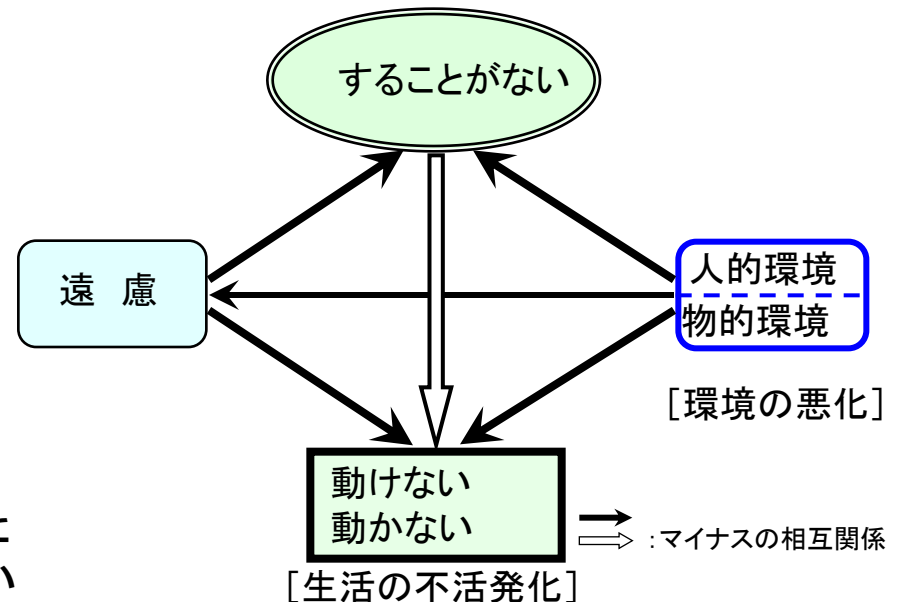 することがない
遠 慮
人的環境
物的環境
[環境の悪化]
動けない
動かない
:マイナスの相互関係
[生活の不活発化]
い